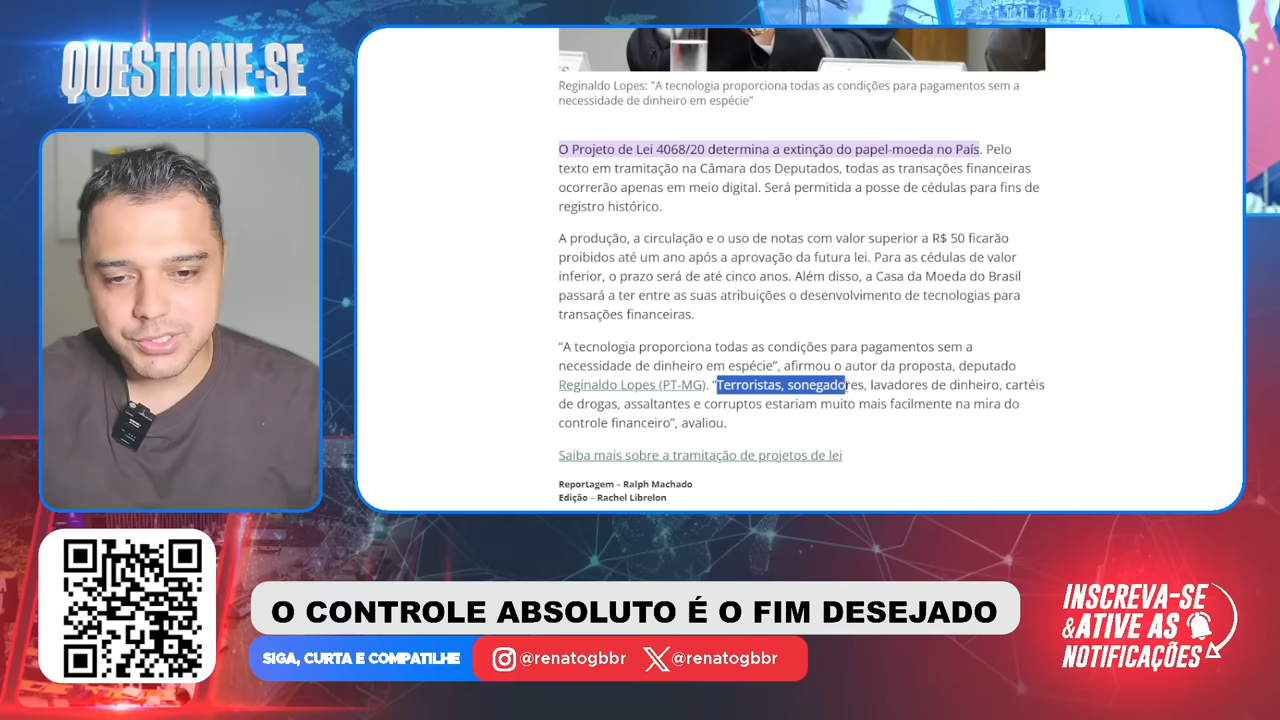 QUESTIONE-SE
Reginaldo Lopes: "A tecnologia proporciona todas as condições para pagamentos sem a
necessidade de dinheiro em espécie"
O Projeto de Lei 4068/20 determina a extinção do papel-moeda no País. Pelo
texto em tramitação na Câmara dos Deputados, todas as transações financeiras
ocorrerão apenas em meio digital. Será permitida a posse de cédulas para fins de
registro histórico.
A produção, a circulação e o uso de notas com valor superior a R$ 50 ficarão
proibidos até um ano após a aprovação da futura lei. Para as cédulas de valor
inferior, o prazo será de até cinco anos. Além disso, a Casa da Moeda do Brasil
passará a ter entre as suas atribuições o desenvolvimento de tecnologias para
transações financeiras.
"A tecnologia proporciona todas as condições para pagamentos sem a
necessidade de dinheiro em espécie", afirmou o autor da proposta, deputado
Reginaldo Lopes (PT-MG). "Terroristas, sonegadores, lavadores de dinheiro, cartéis
de drogas, assaltantes e corruptos estariam muito mais facilmente na mira do
controle financeiro", avaliou.
Saiba mais sobre a tramitação de projetos de lei
Reportagem – Ralph Machado
Edição – Rachel Librelon
O CONTROLE ABSOLUTO É O FIM DESEJADO
SIGA, CURTA E COMPATILHE
@renatogbbr
@renatogbbr
INSCREVA-SE
&ATIVE AS
NOTIFICAÇÕES